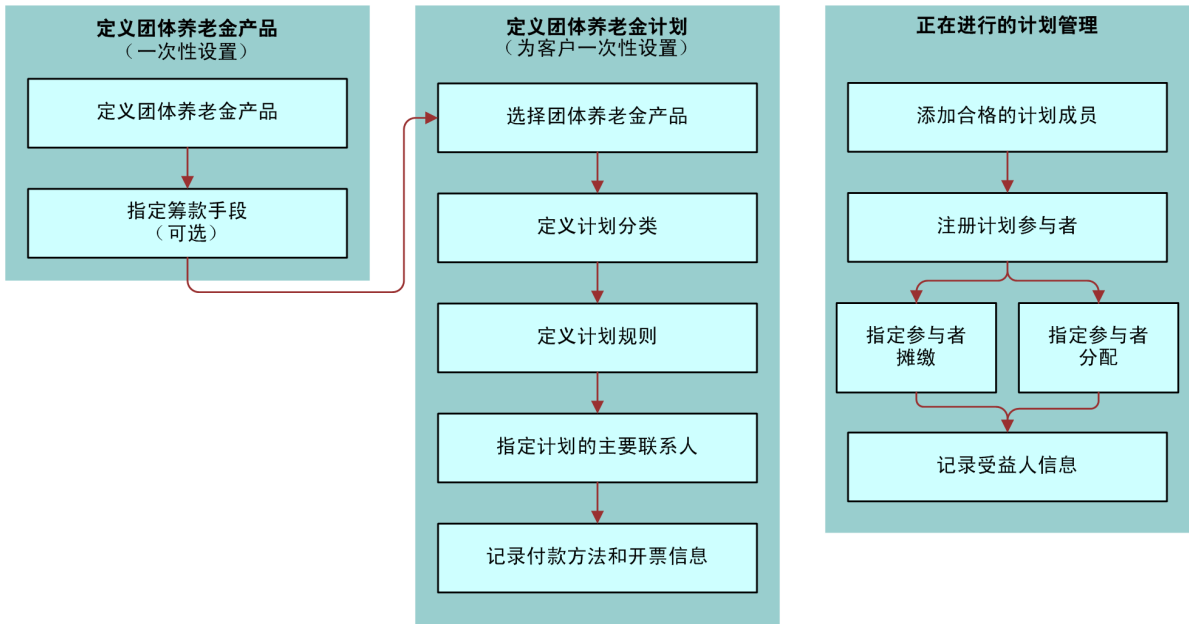 定义团体养老金产品
（一次性设置）
定义团体养老金产品
指定筹款手段
（可选）
定义团体养老金计划
（为客户一次性设置）
选择团体养老金产品
定义计划分类
定义计划规则
指定计划的主要联系人
记录付款方法和开票信息
正在进行的计划管理
添加合格的计划成员
注册计划参与者
指定参与者
摊缴
指定参与者
分配
记录受益人信息